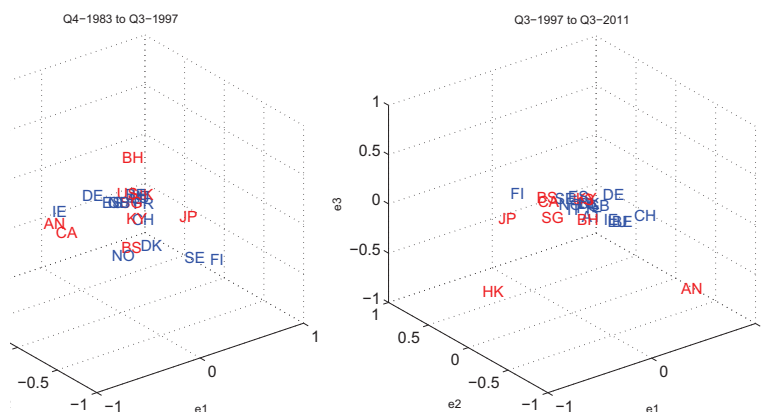 Q4−1983 to Q3−1997
BH
DE
IE
AN
CA
KY
CH
JP
BS
NO
DK
SE
FI
1
0
−0.5
−1
−1
e1
Q3−1997 to Q3−2011
1
0.5
0
−0.5
−1
e3
FI
BS
CA
SG
JP
DE
BH
CH
HK
AN
1
0.5
0
−0.5
−1
−1
0
e2
e1